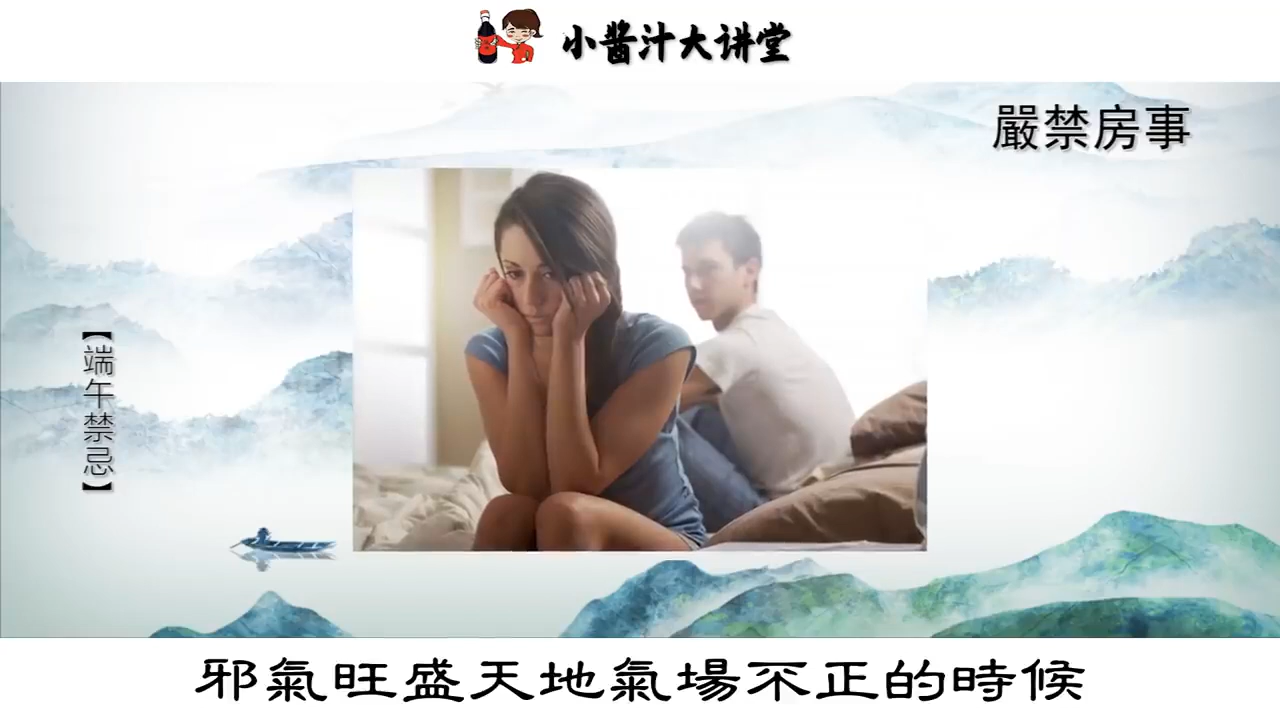 小酱汁大讲堂
嚴禁房事
【端午禁忌】
邪氣旺盛天地氣場不正的時候